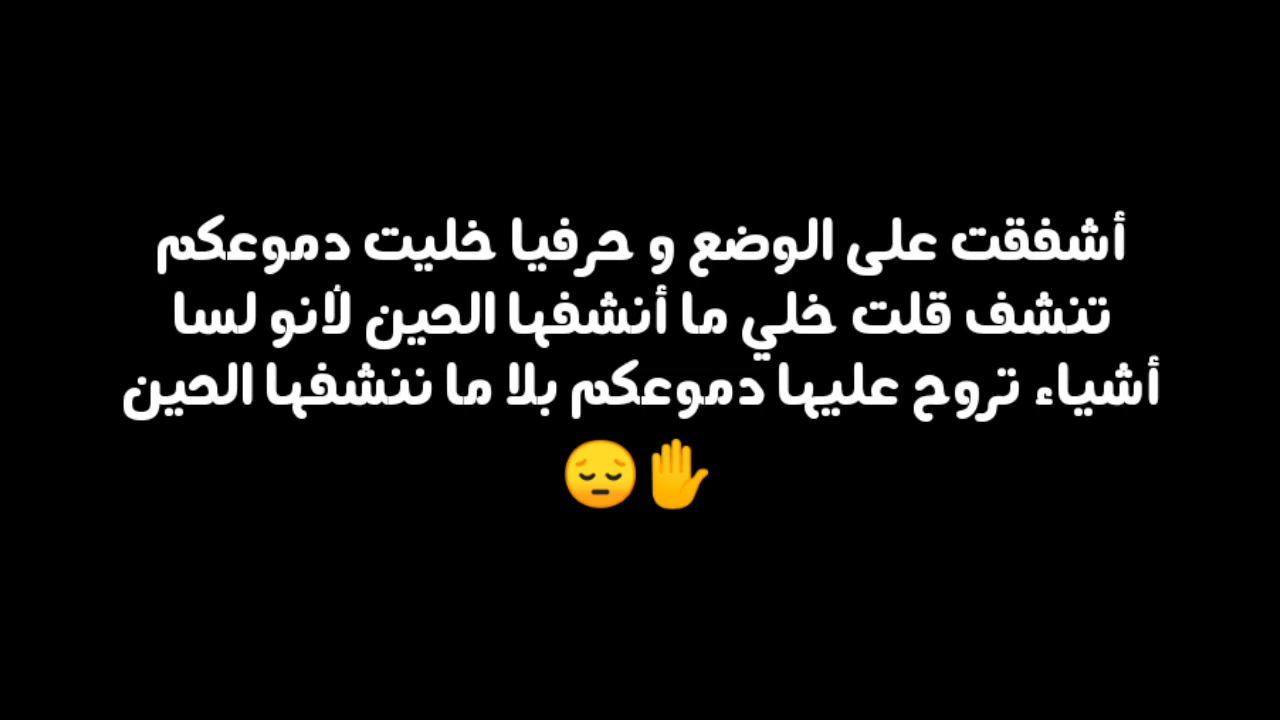 أشفقت على الوضع و حرفيا خليت دموعكم
تنشف قلت خلي ما أنشفها الحين لأنو لسا
أشياء تروح عليها دموعكم بلا ما ننشفها الحين
😔✋